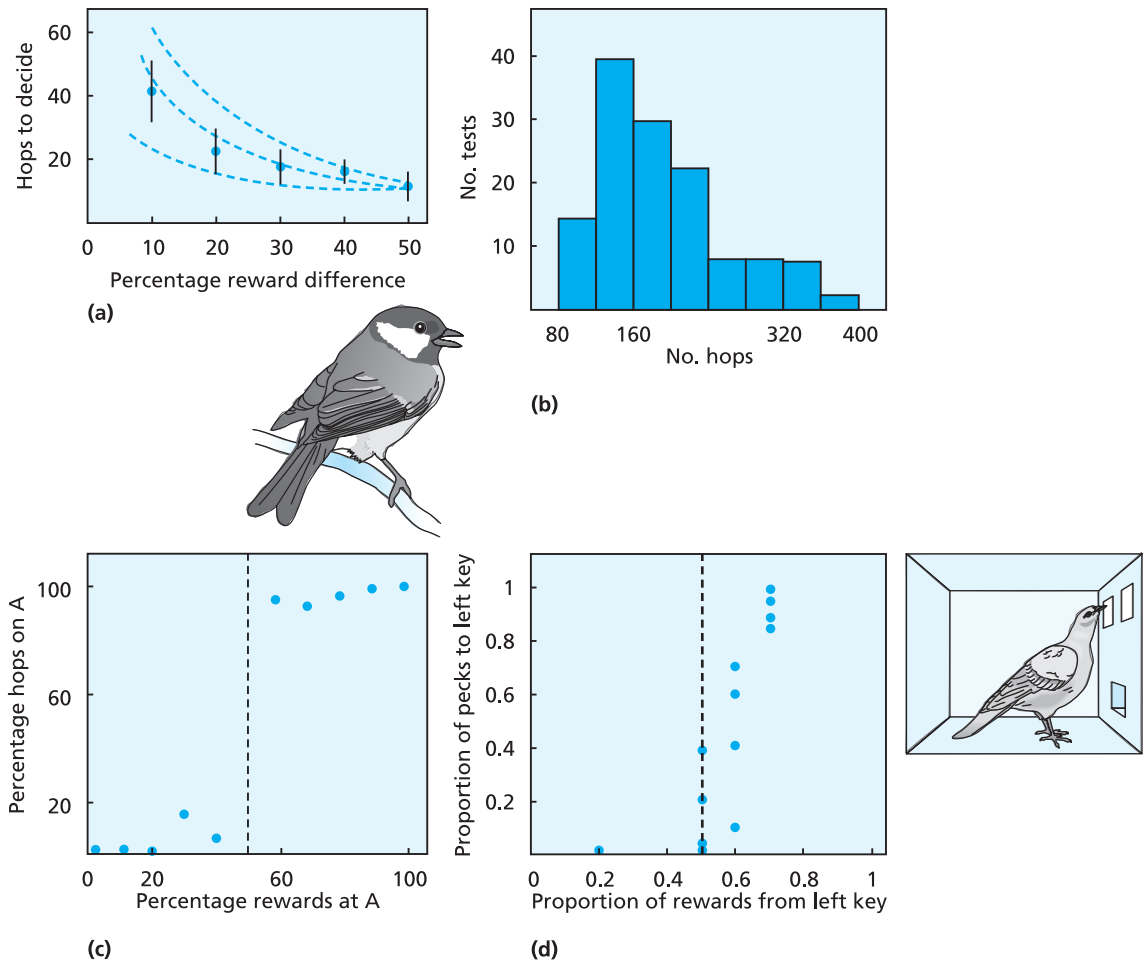 Hops to decide
60
40
20
0
10
20
30
40
50
Percentage reward difference
(a)
No. tests
40
30
20
10
80
160
320
400
No. hops
(b)
Percentage hops on A
100
60
20
0
20
60
100
Percentage rewards at A
(c)
Proportion of pecks to left key
1
0.8
0.6
0.4
0.2
0
0.2
0.4
0.6
0.8
1
Proportion of rewards from left key
(d)